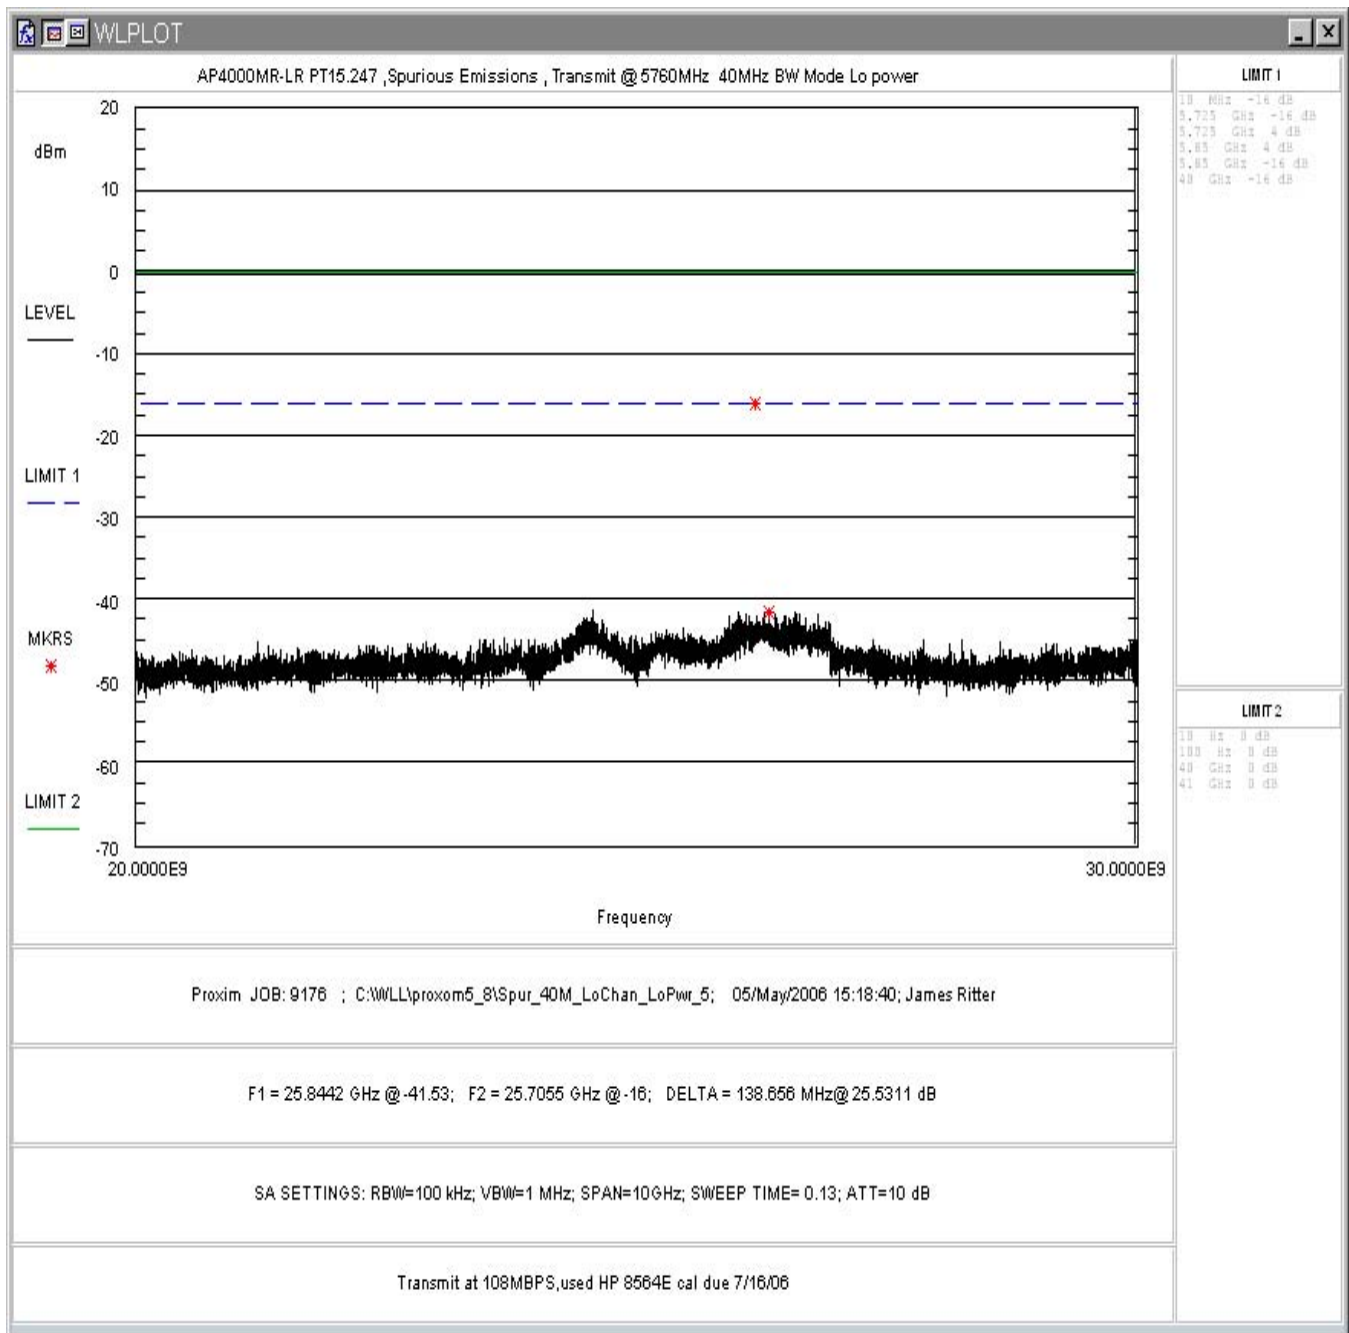 WLPLOT
AP4000MR-LR PT15.247 ,Spurious Emissions , Transmit @ 5760MHz 40MHz BW Mode Lo power
LIMIT 1
10 MHz -16 dB
5.725 GHz -16 dB
5.725 GHz 4 dB
5.85 GHz 4 dB
5.85 GHz -16 dB
40 GHz -16 dB
20
dBm
10
0
LEVEL
-10
-20
LIMIT 1
-30
-40
MKRS
-50
-60
LIMIT 2
-70
20.0000E9
30.0000E9
Frequency
LIMIT 2
10 Hz 0 dB
100 Hz 0 dB
40 GHz 0 dB
41 GHz 0 dB
Proxim JOB: 9176 ; C:\WLL\proxom5_8\Spur_40M_LoChan_LoPwr_5; 05/May/2006 15:18:40; James Ritter
F1 = 25.8442 GHz @ -41.53; F2 = 25.7055 GHz @ -16; DELTA = 138.656 MHz@ 25.5311 dB
SA SETTINGS: RBW=100 kHz; VBW=1 MHz; SPAN=10GHz; SWEEP TIME= 0.13; ATT=10 dB
Transmit at 108MBPS,used HP 8564E cal due 7/16/06